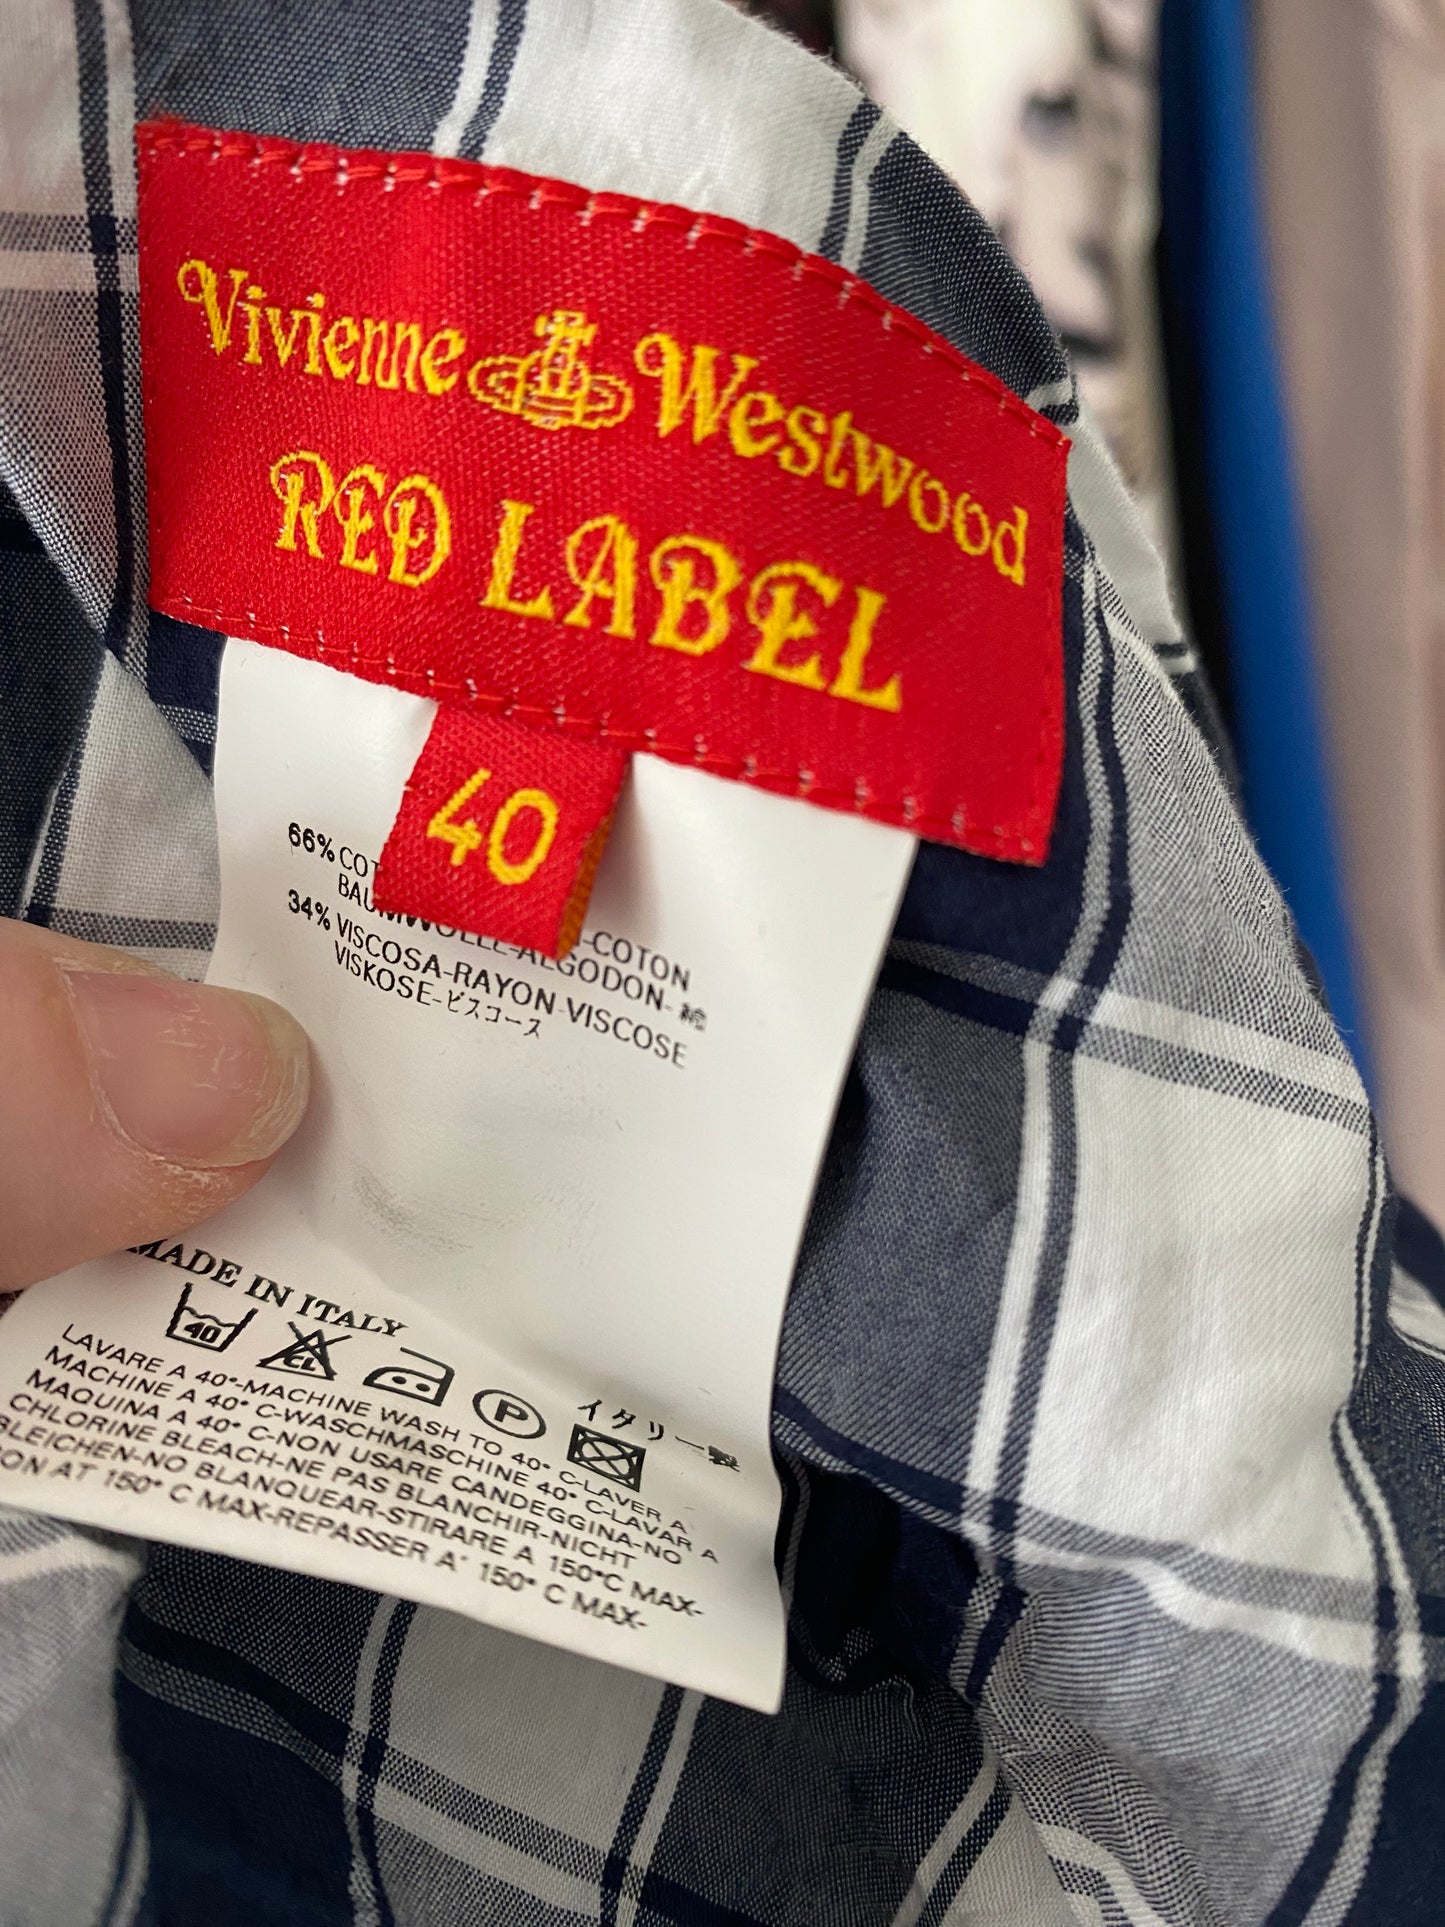 Vivienne Westwood
RED LABEL
40
66% COT -COTON
BAUMWOLLE-ALGODON-綿
34% VISCOSA-RAYON-VISCOSE
VISKOSE-ビスコース
MADE IN ITALY
40 CL P イタリー製
LAVARE A 40°-MACHINE WASH TO 40° C-LAVER A
MACHINE A 40° C-WASCHMASCHINE 40° C-LAVAR A
MAQUINA A 40° C-NON USARE CANDEGGINA-NO
CHLORINE BLEACH-NE PAS BLANCHIR-NICHT
BLEICHEN-NO BLANQUEAR-STIRARE A 150°C MAX-
ON AT 150° C MAX-REPASSER A° 150° C MAX-